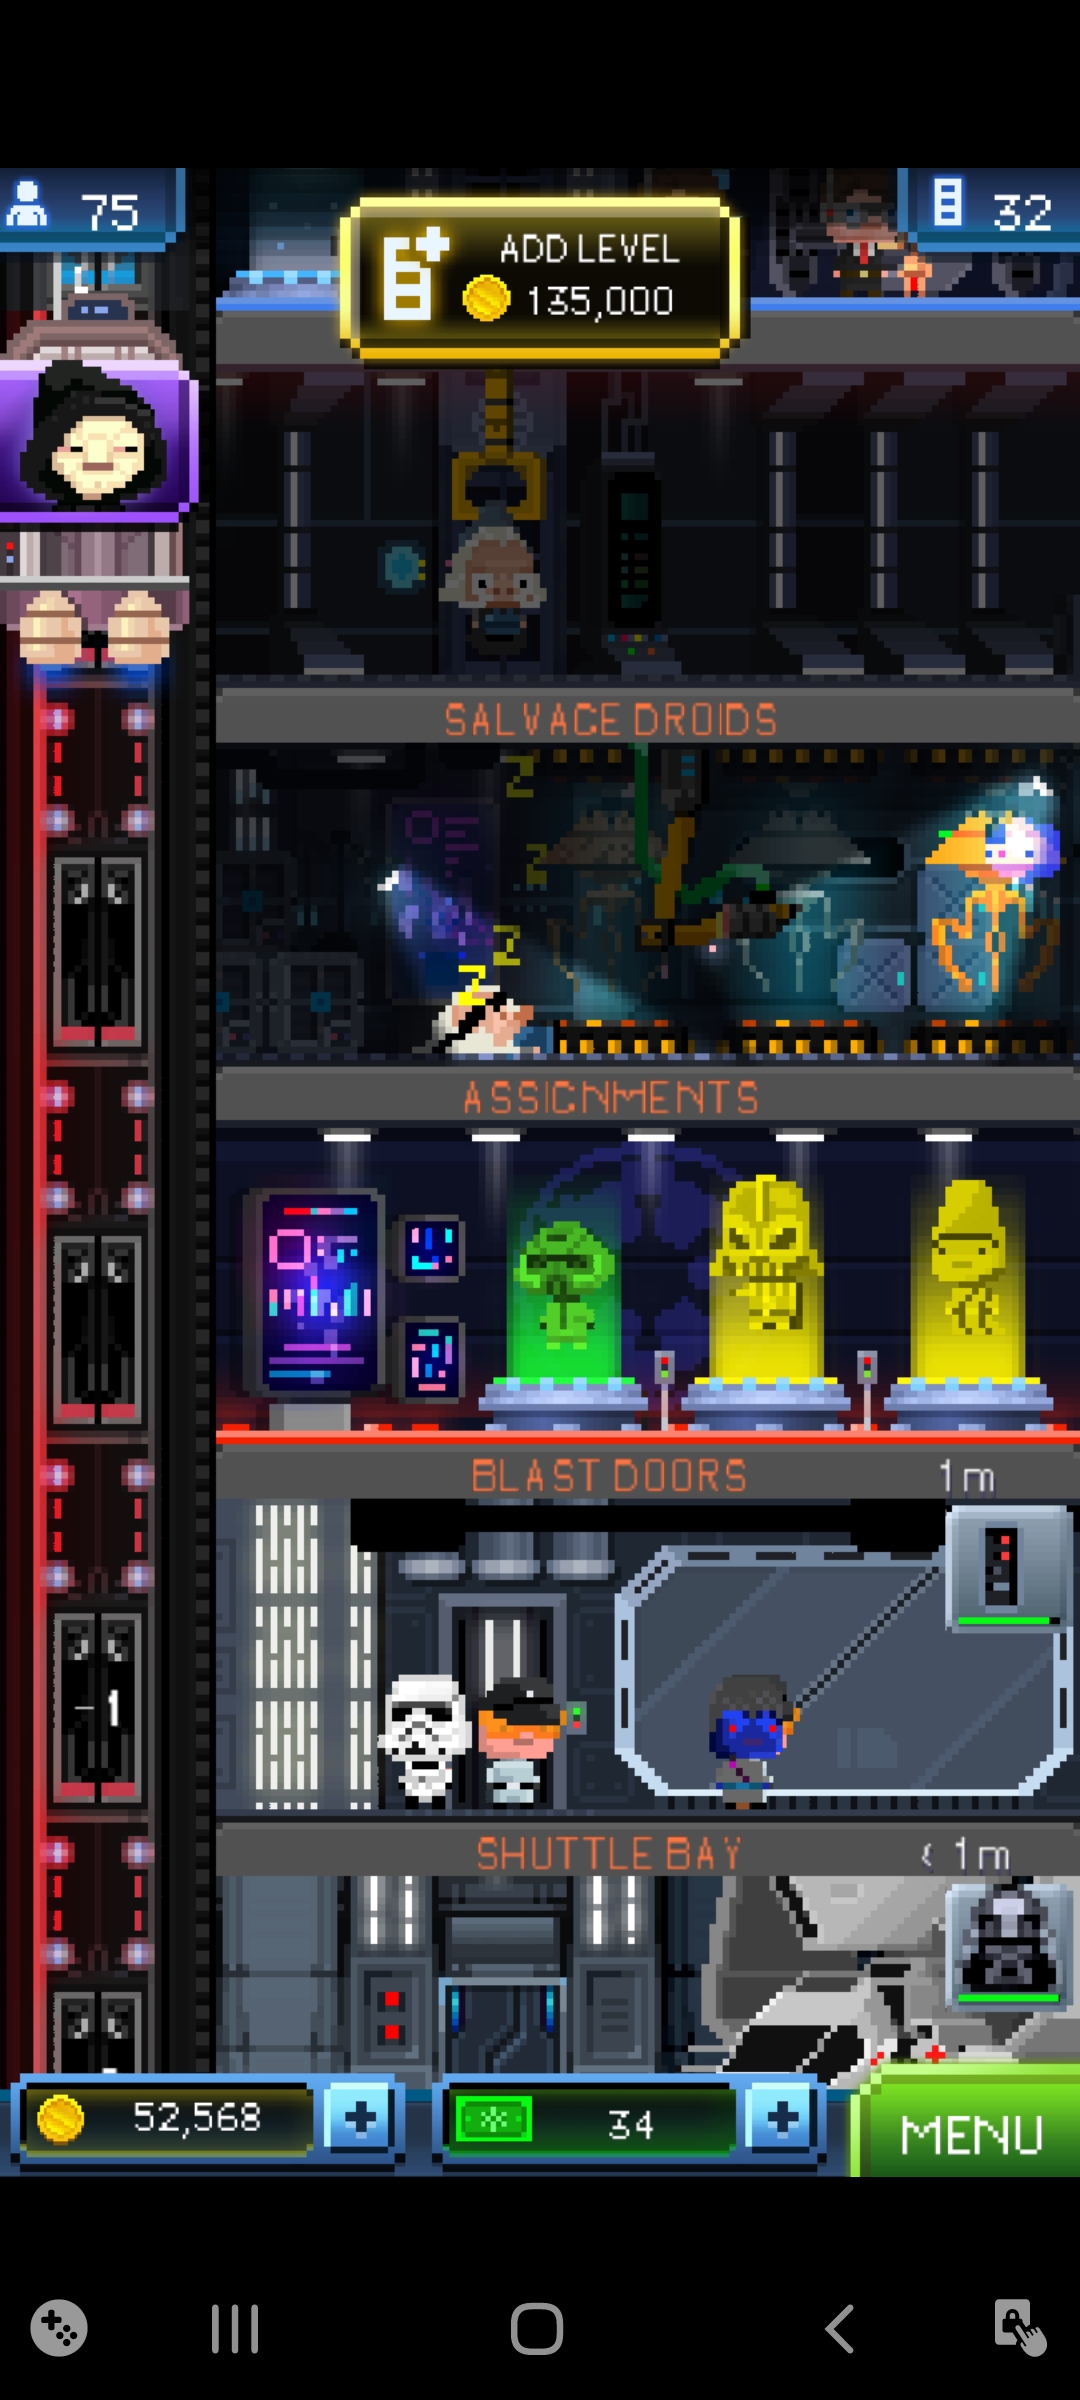 75
32
ADD LEVEL
135,000
SALVAGE DROIDS
Z
Z
Z
Z
ASSIGNMENTS
BLAST DOORS 1m
-1
SHUTTLE BAY < 1m
52,568
34
MENU